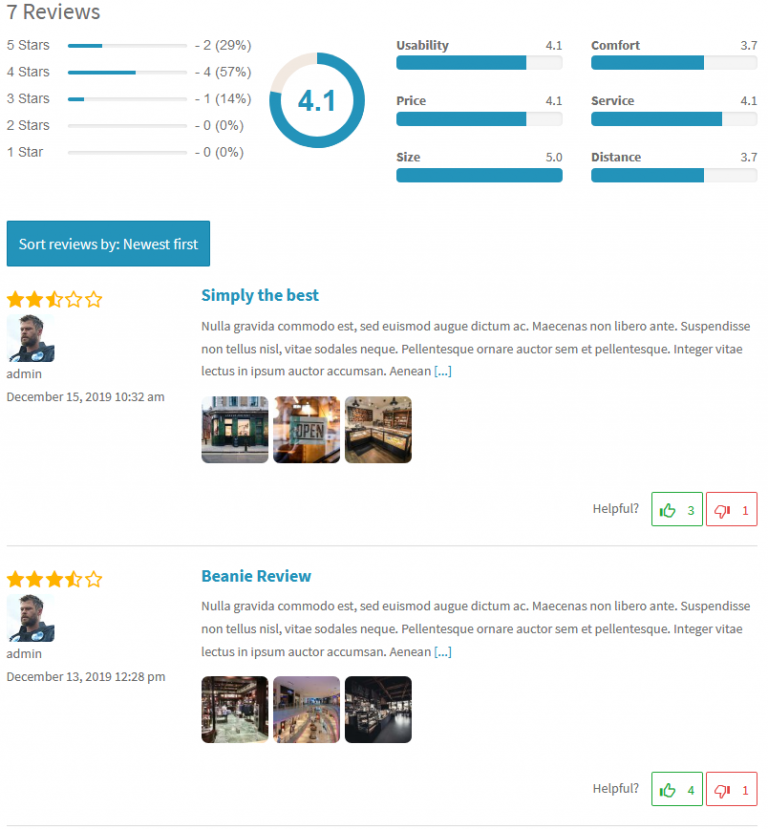 7 Reviews
5 Stars - 2 (29%)
4 Stars - 4 (57%)
3 Stars - 1 (14%)
2 Stars - 0 (0%)
1 Star - 0 (0%)
4.1
Usability 4.1
Comfort 3.7
Price 4.1
Service 4.1
Size 5.0
Distance 3.7
Sort reviews by: Newest first
admin
December 15, 2019 10:32 am
Simply the best
Nulla gravida commodo est, sed euismod augue dictum ac. Maecenas non libero ante. Suspendisse
non tellus nisl, vitae sodales neque. Pellentesque ornare auctor sem et pellentesque. Integer vitae
lectus in ipsum auctor accumsan. Aenean [...]
OPEN
Helpful? 3 1
admin
December 13, 2019 12:28 pm
Beanie Review
Nulla gravida commodo est, sed euismod augue dictum ac. Maecenas non libero ante. Suspendisse
non tellus nisl, vitae sodales neque. Pellentesque ornare auctor sem et pellentesque. Integer vitae
lectus in ipsum auctor accumsan. Aenean [...]
Helpful? 4 1